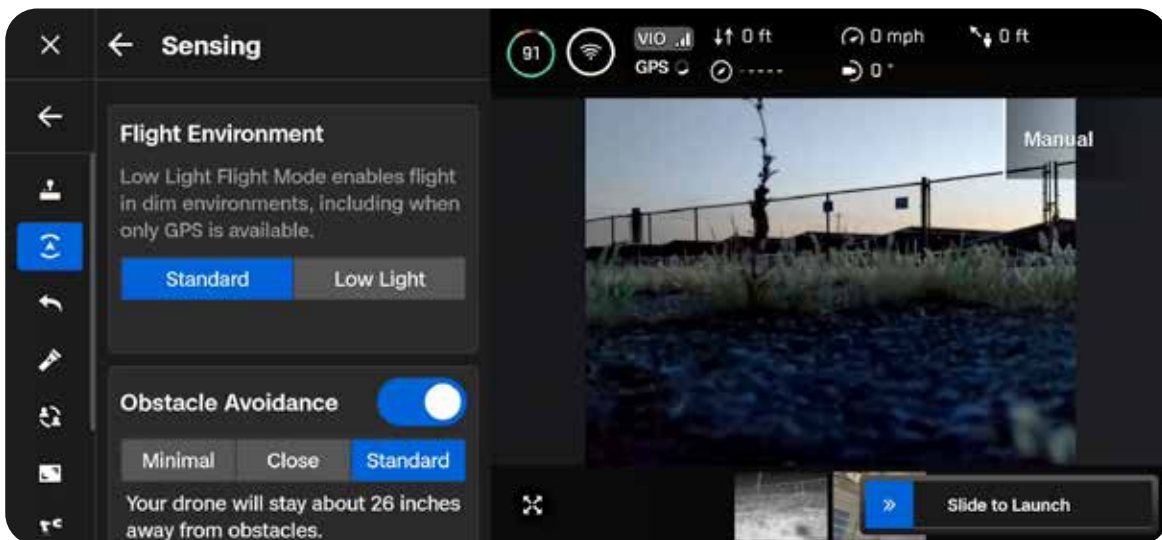 Sensing
Flight Environment
Low Light Flight Mode enables flight
in dim environments, including when
only GPS is available.
Standard
Low Light
Obstacle Avoidance
Minimal
Close
Standard
Your drone will stay about 26 inches
away from obstacles.
91
VIO
0 ft
0 mph
0 ft
GPS
-----
0 °
Manual
Slide to Launch